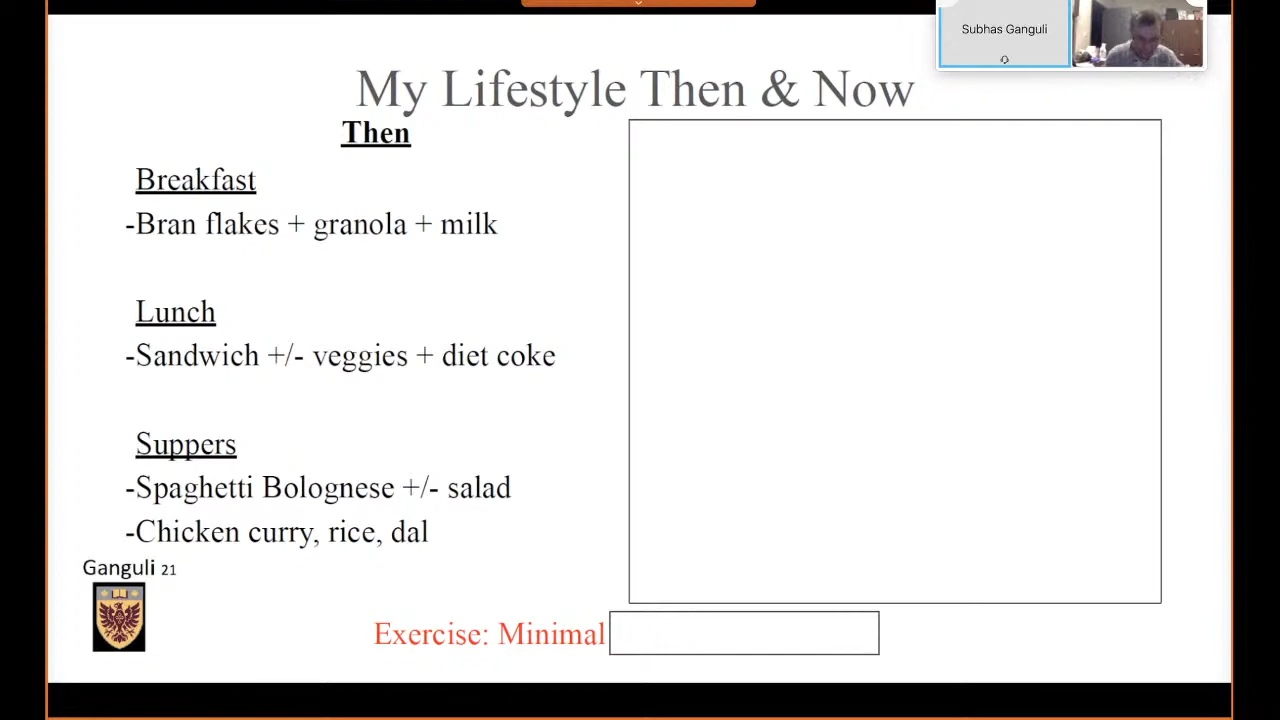 Subhas Ganguli
My Lifestyle Then & Now
Then
Breakfast
-Bran flakes + granola + milk
Lunch
-Sandwich +/- veggies + diet coke
Suppers
-Spaghetti Bolognese +/- salad
-Chicken curry, rice, dal
Ganguli 21
Exercise: Minimal